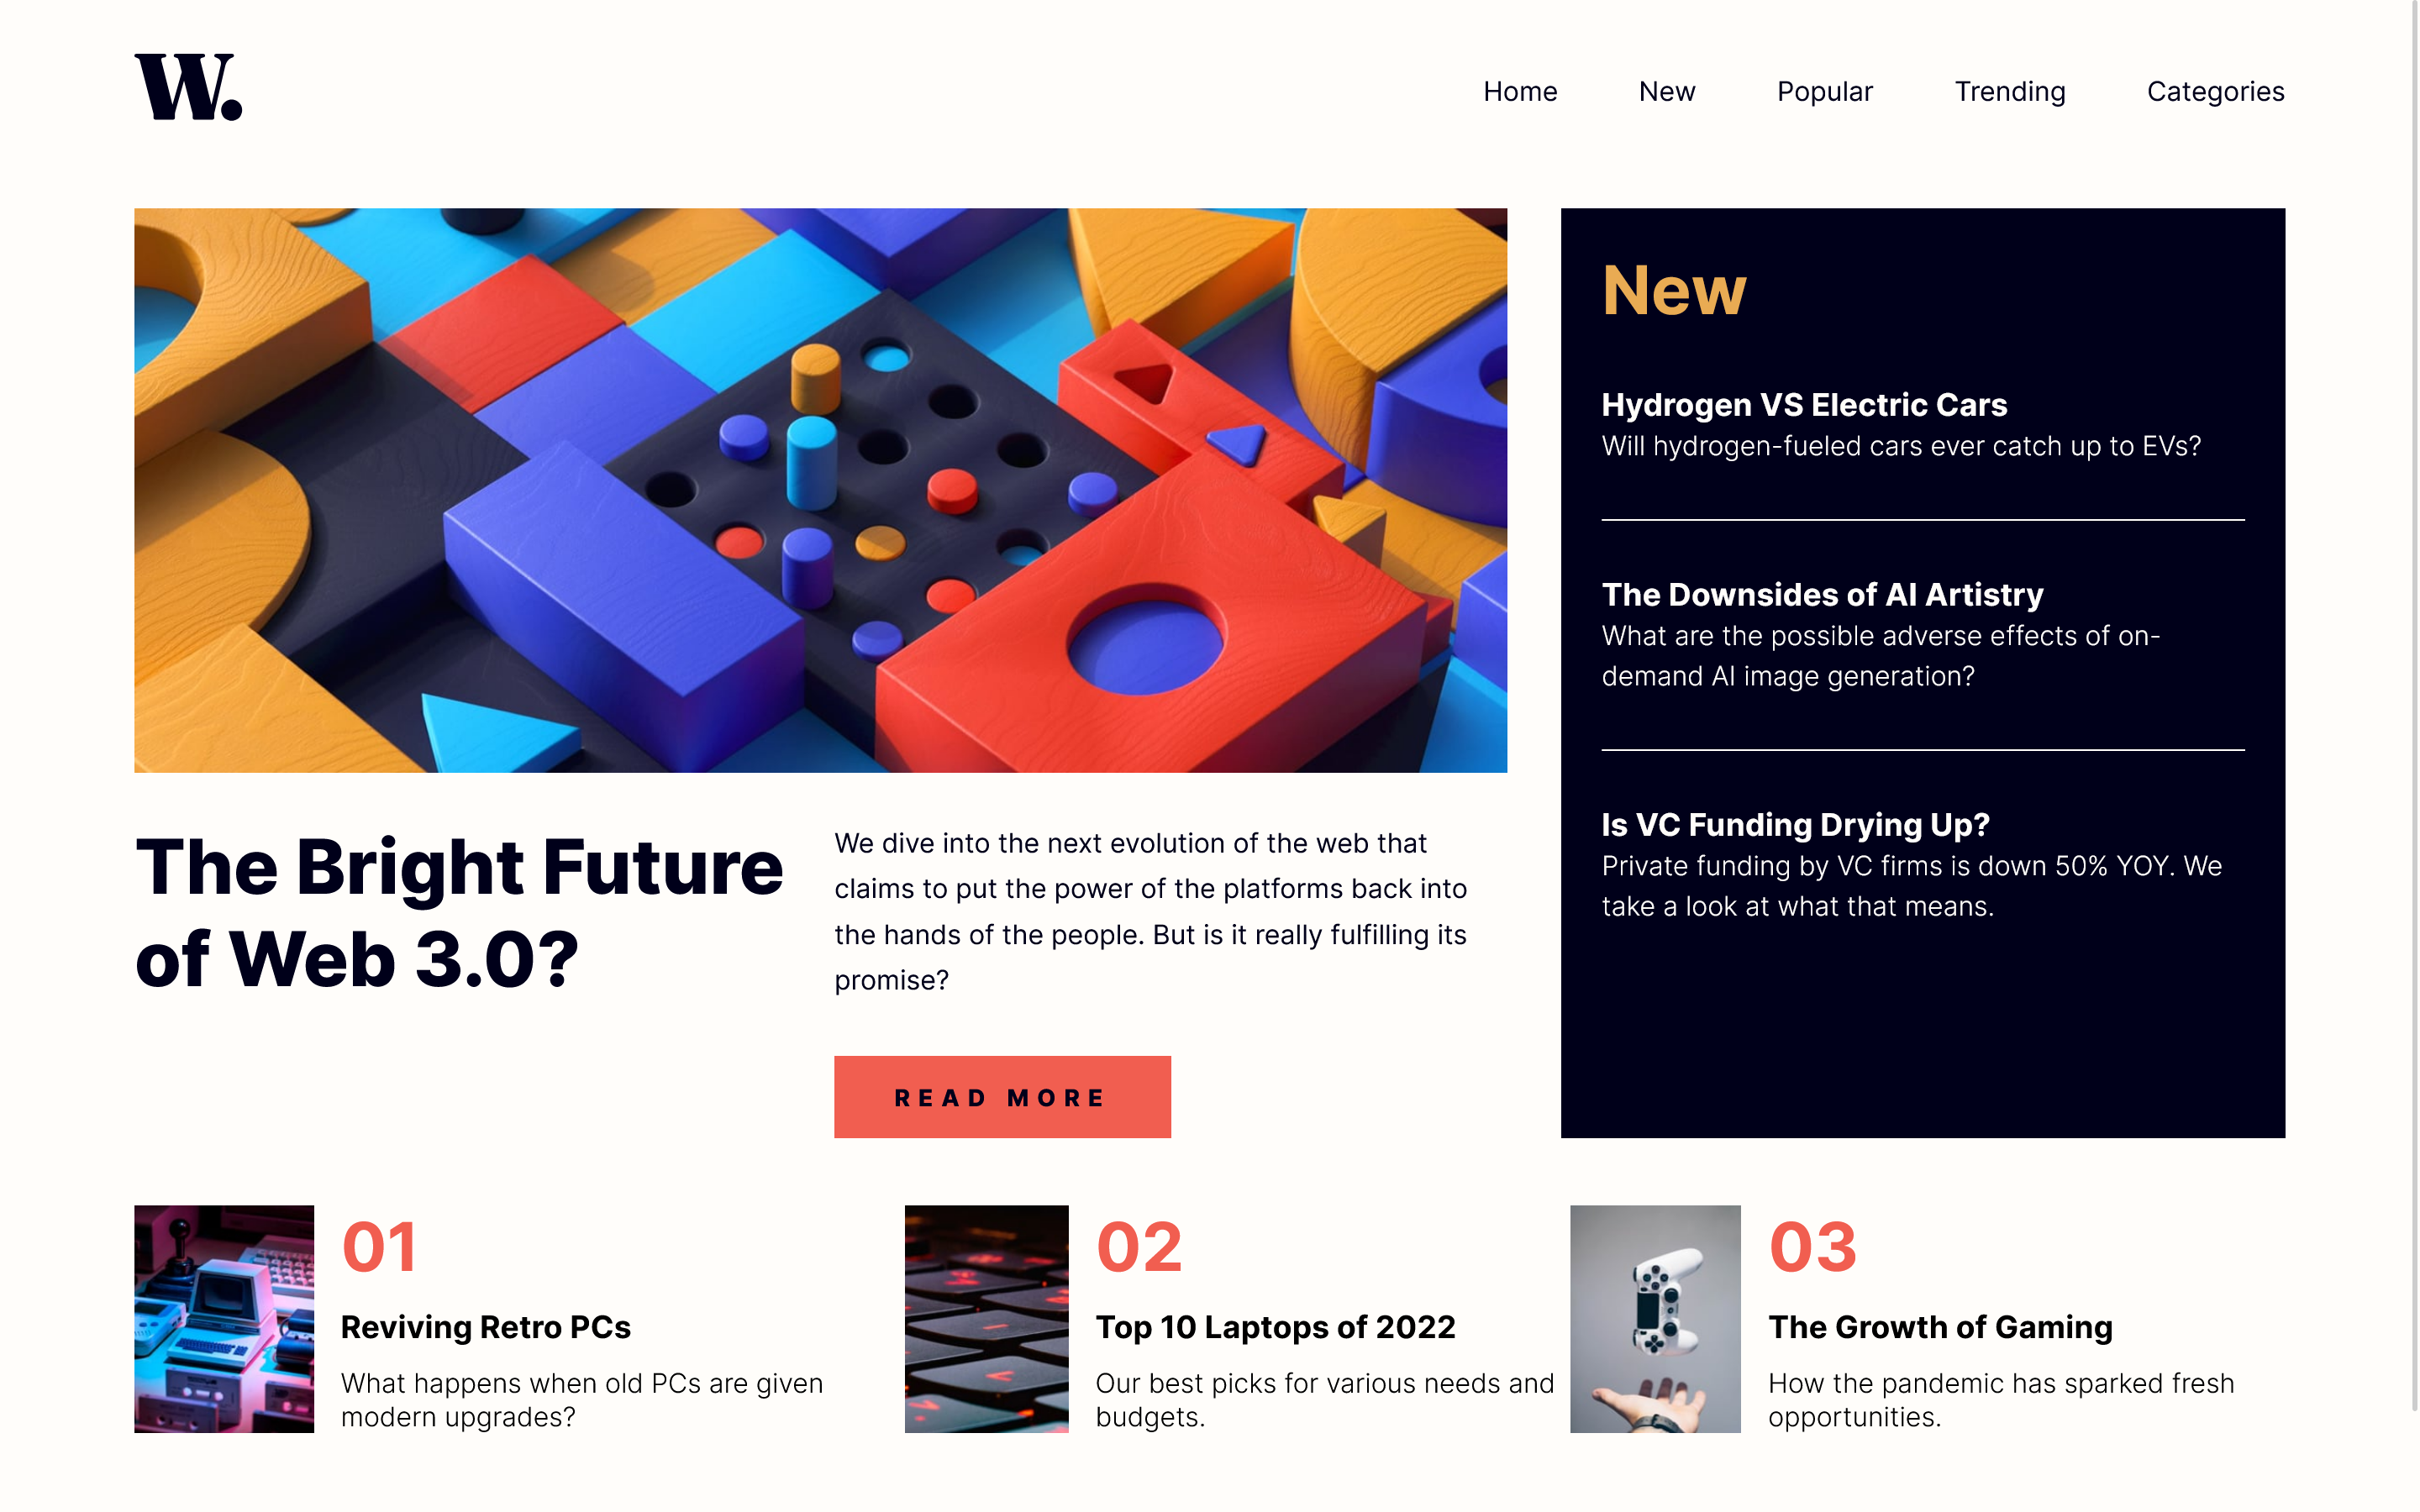 W.
Home New Popular Trending Categories
New
Hydrogen VS Electric Cars
Will hydrogen-fueled cars ever catch up to EVs?
The Downsides of AI Artistry
What are the possible adverse effects of on-
demand AI image generation?
Is VC Funding Drying Up?
Private funding by VC firms is down 50% YOY. We
take a look at what that means.
The Bright Future
of Web 3.0?
We dive into the next evolution of the web that
claims to put the power of the platforms back into
the hands of the people. But is it really fulfilling its
promise?
READ MORE
01
Reviving Retro PCs
What happens when old PCs are given
modern upgrades?
02
Top 10 Laptops of 2022
Our best picks for various needs and
budgets.
03
The Growth of Gaming
How the pandemic has sparked fresh
opportunities.